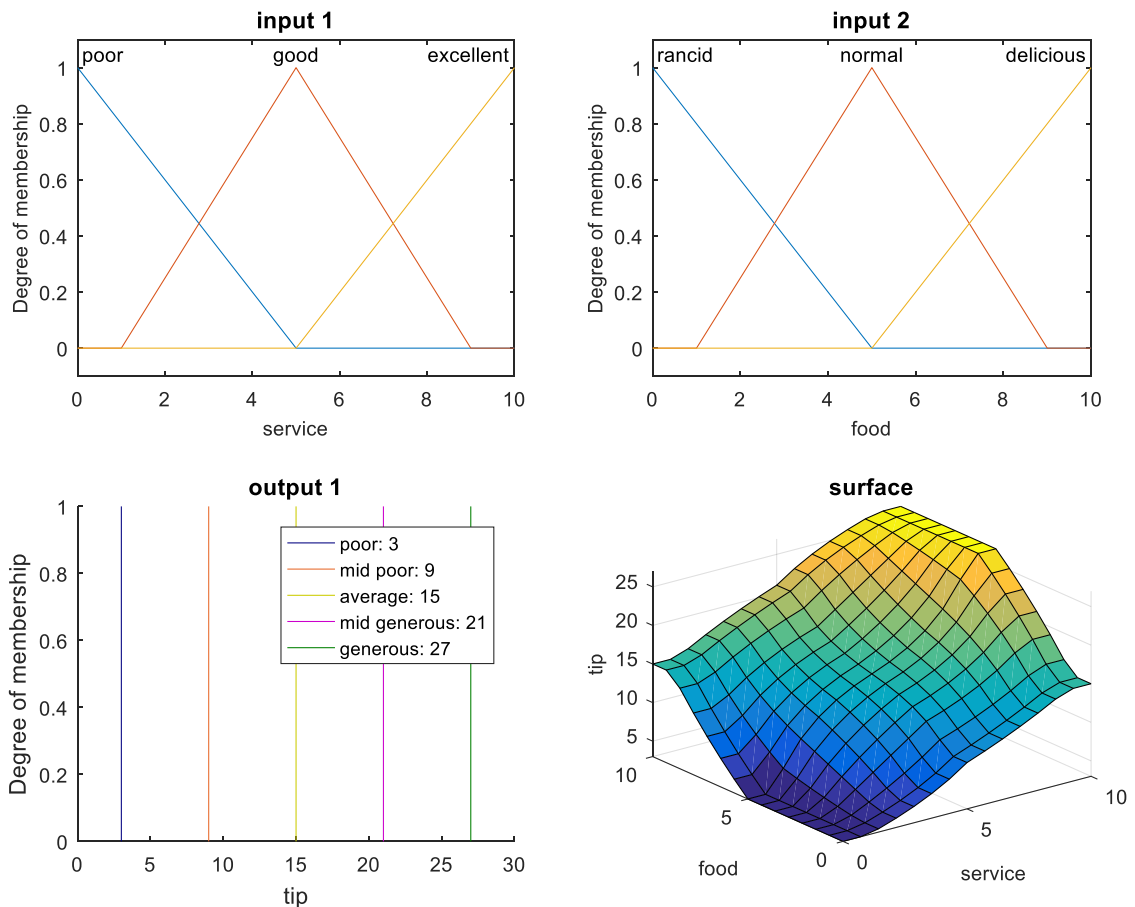 input 1
poor good excellent
1
0.8
0.6
0.4
0.2
0
Degree of membership
0 2 4 6 8 10
service
input 2
rancid normal delicious
1
0.8
0.6
0.4
0.2
0
Degree of membership
0 2 4 6 8 10
food
output 1
1
0.8
0.6
0.4
0.2
0
Degree of membership
poor: 3
mid poor: 9
average: 15
mid generous: 21
generous: 27
0 5 10 15 20 25 30
tip
surface
25
20
15
10
5
tip
10
5
0
food
0
5
10
service